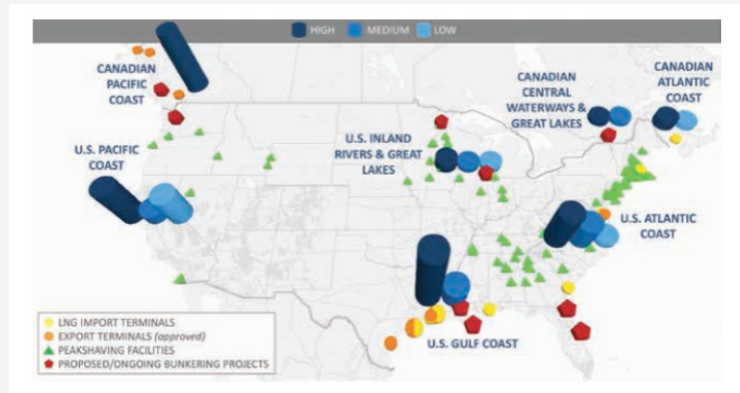 HIGH MEDIUM LOW
CANADIAN
PACIFIC
COAST
CANADIAN
CENTRAL
WATERWAYS &
GREAT LAKES
CANADIAN
ATLANTIC
COAST
U.S. PACIFIC
COAST
U.S. INLAND
RIVERS & GREAT
LAKES
U.S. ATLANTIC
COAST
U.S. GULF COAST
LNG IMPORT TERMINALS
EXPORT TERMINALS (approved)
PEAKSHAVING FACILITIES
PROPOSED/ONGOING BUNKERING PROJECTS